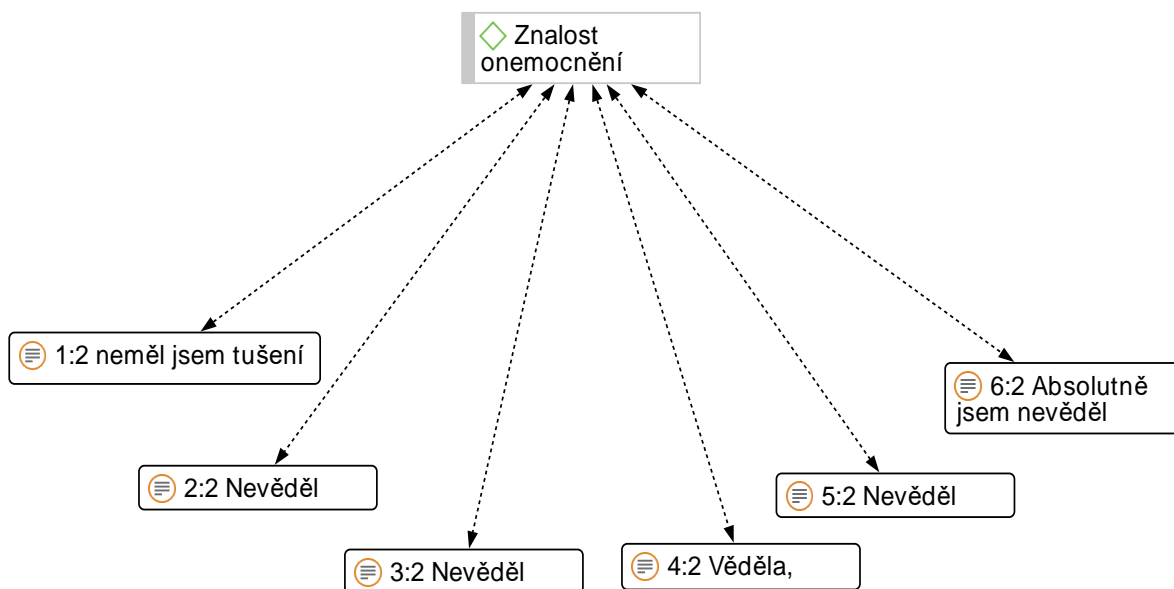 Znalost
onemocnění
1:2 neměl jsem tušení
6:2 Absolutně
jsem nevěděl
2:2 Nevěděl
5:2 Nevěděl
3:2 Nevěděl
4:2 Věděla,